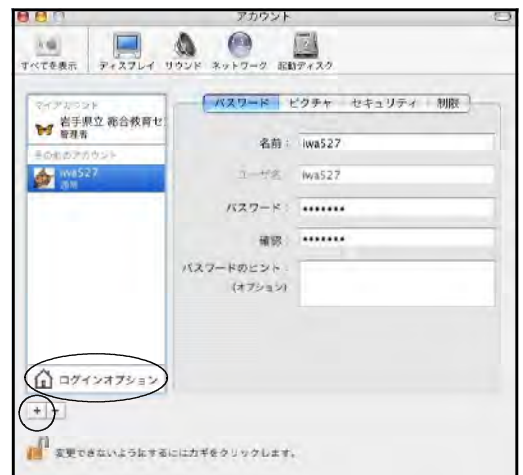 アカウント
すべてを表示 ディスプレイ サウンド ネットワーク 起動ディスク
マイアカウント
岩手県立 総合教育セ
管理者
その他のアカウント
iwa527
通常
ログインオプション
パスワード ピクチャ セキュリティ 制限
名前： iwa527
ユーザ名 iwa527
パスワード： •••••••
確認： •••••••
パスワードのヒント：
(オプション)
+ −
変更できないようにするにはカギをクリックします。